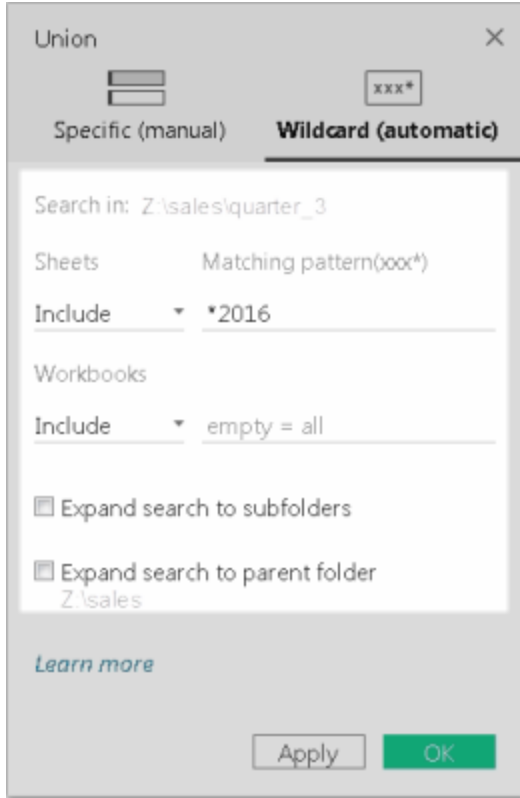 Union
xxx*
Specific (manual) Wildcard (automatic)
Search in: Z:\sales\quarter_3
Sheets Matching pattern(xxx*)
Include *2016
Workbooks
Include empty = all
Expand search to subfolders
Expand search to parent folder
Z:\sales
Learn more
Apply OK